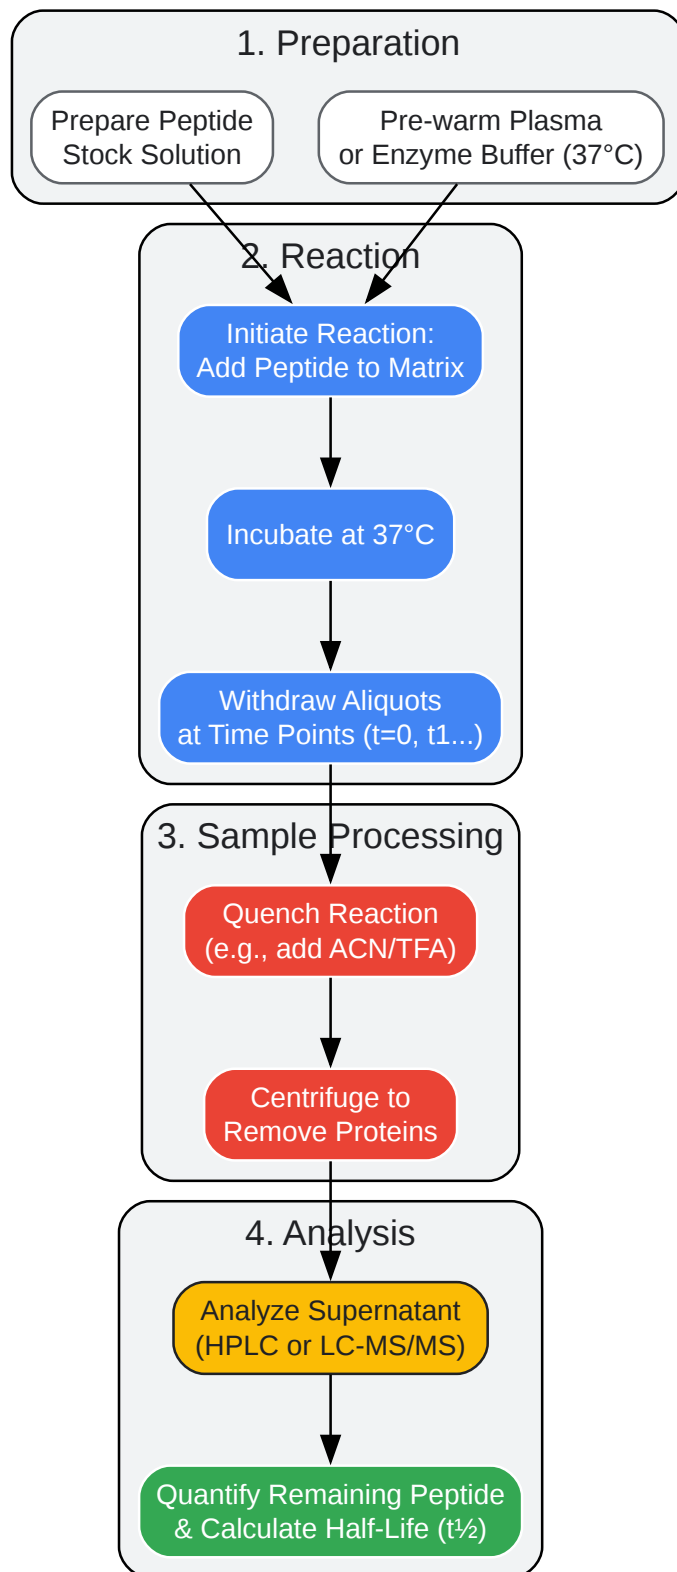 1. Preparation
Prepare Peptide
Stock Solution
Pre-warm Plasma
or Enzyme Buffer (37°C)
2. Reaction
Initiate Reaction:
Add Peptide to Matrix
Incubate at 37°C
Withdraw Aliquots
at Time Points (t=0, t1...)
3. Sample Processing
Quench Reaction
(e.g., add ACN/TFA)
Centrifuge to
Remove Proteins
4. Analysis
Analyze Supernatant
(HPLC or LC-MS/MS)
Quantify Remaining Peptide
& Calculate Half-Life (t½)